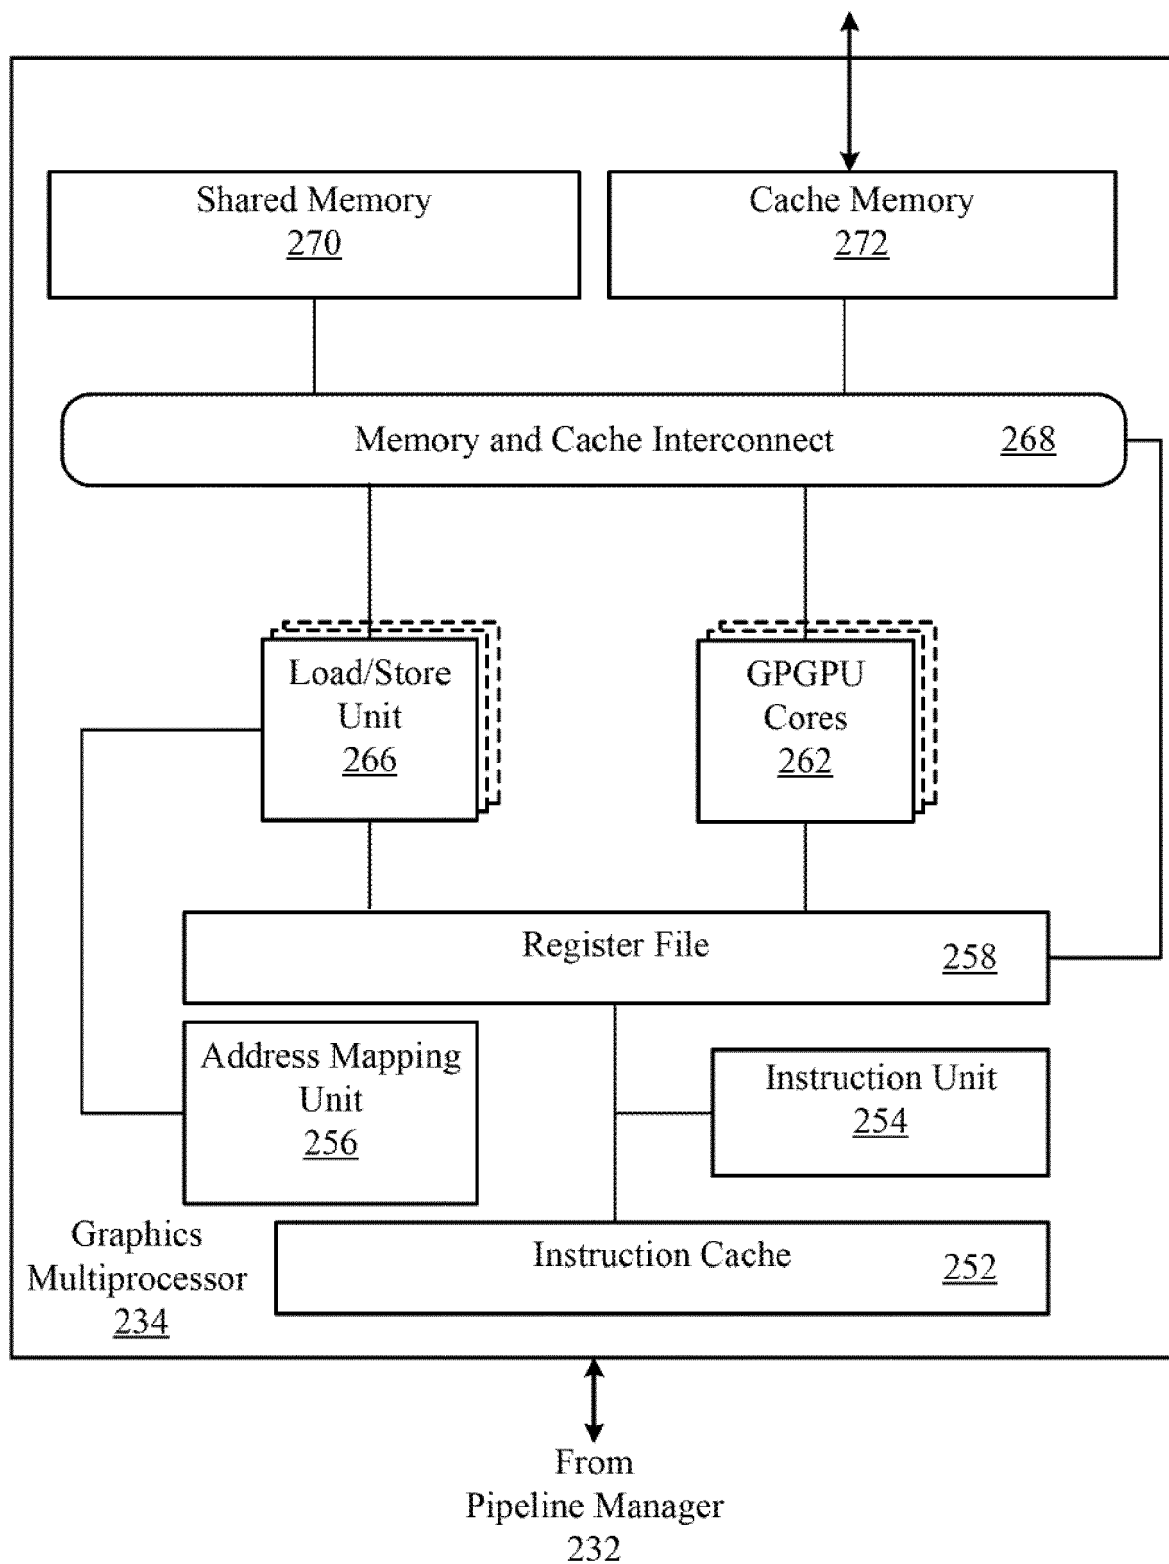 Shared Memory
270
Cache Memory
272
Memory and Cache Interconnect 268
Load/Store
Unit
266
GPGPU
Cores
262
Register File 258
Address Mapping
Unit
256
Instruction Unit
254
Instruction Cache 252
Graphics
Multiprocessor
234
From
Pipeline Manager
232